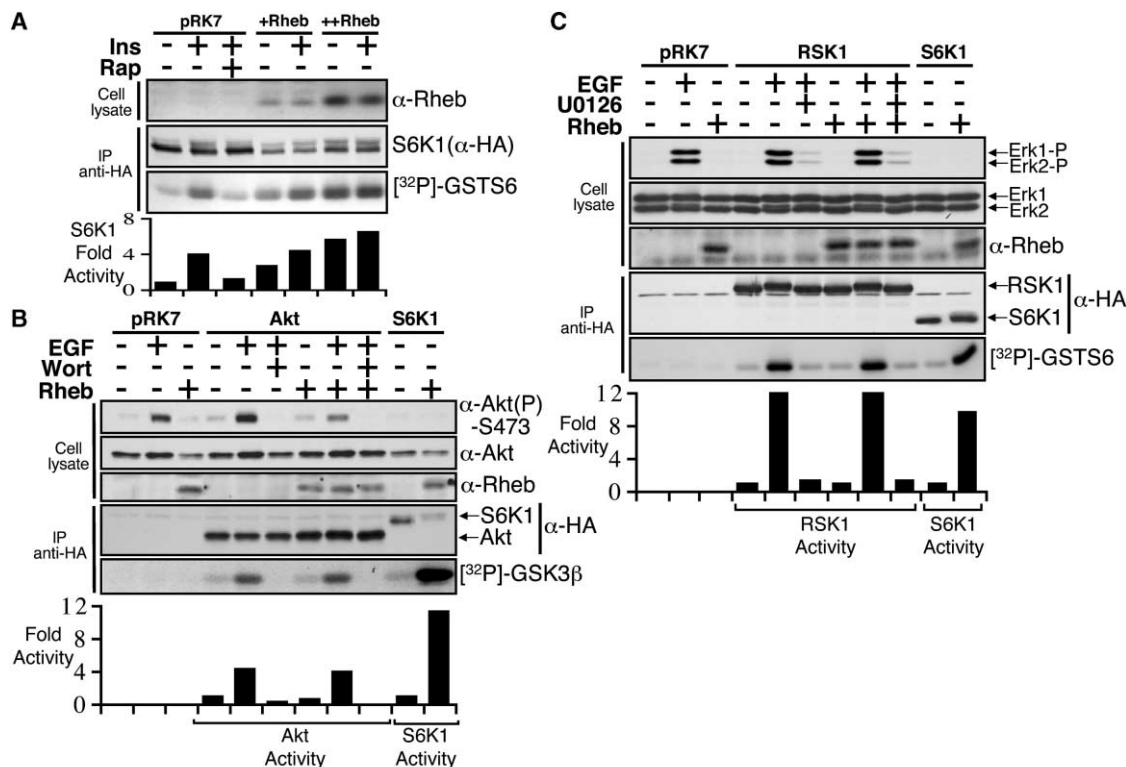 A
pRK7 +Rheb ++Rheb
Ins - + + - + - +
Rap +
Cell lysate
α-Rheb
IP anti-HA
S6K1(α-HA)
[³²P]-GSTS6
S6K1 Fold Activity
8
4
0
B
pRK7 Akt S6K1
EGF - + - - + + - + + - -
Wort - - - - - + - - + - -
Rheb - - + - - - + + + - +
Cell lysate
α-Akt(P)-S473
α-Akt
α-Rheb
IP anti-HA
S6K1
Akt
α-HA
[³²P]-GSK3β
Fold Activity
12
8
4
0
Akt Activity
S6K1 Activity
C
pRK7 RSK1 S6K1
EGF - + - - + + - + + - -
U0126 - - - - - + - - + - -
Rheb - - + - - - + + + - +
Cell lysate
Erk1-P
Erk2-P
Erk1
Erk2
α-Rheb
IP anti-HA
RSK1
S6K1
α-HA
[³²P]-GSTS6
Fold Activity
12
8
4
0
RSK1 Activity
S6K1 Activity